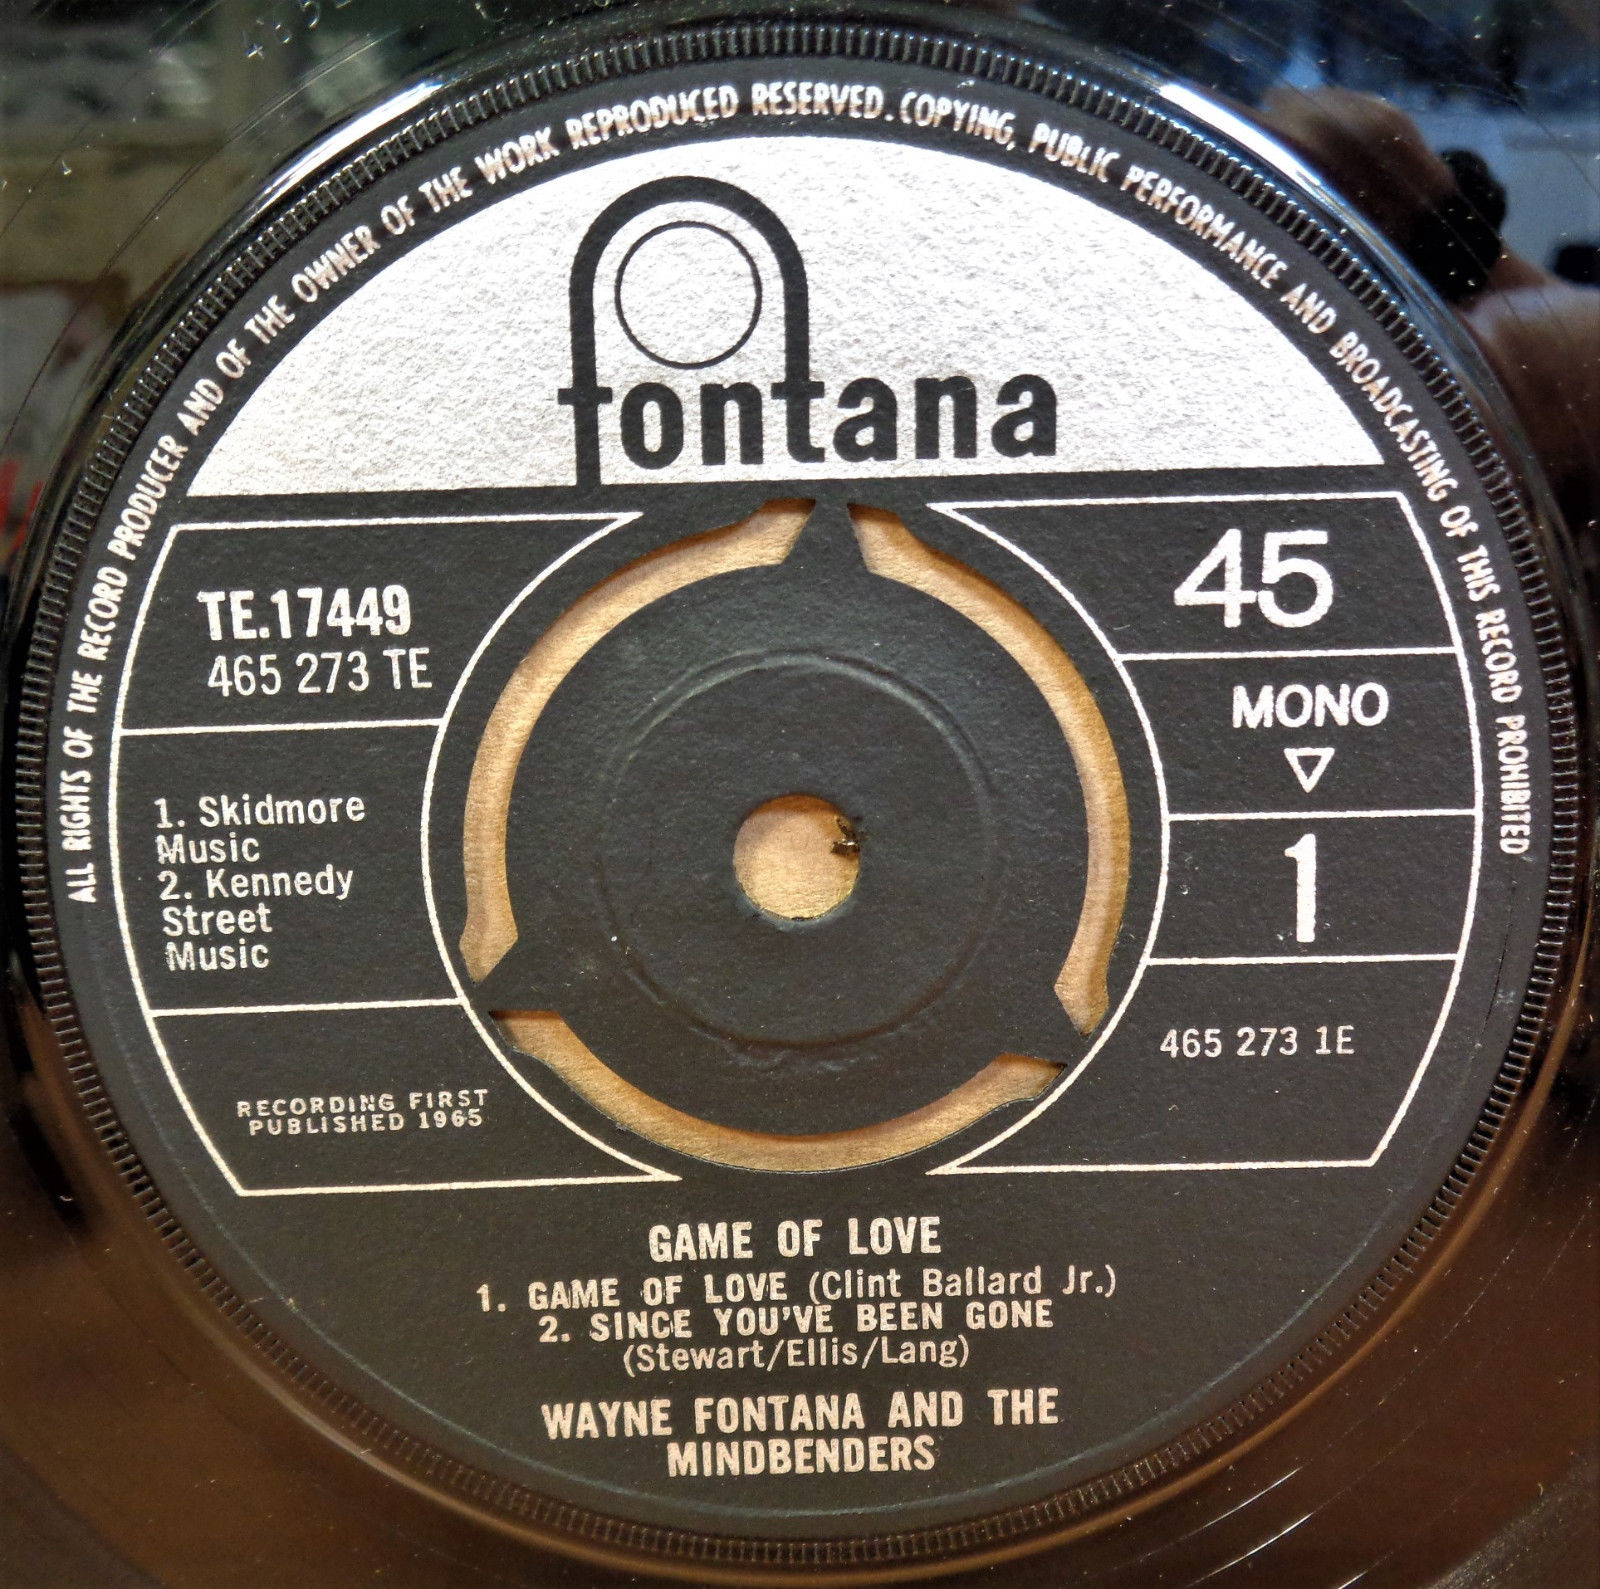 ALL RIGHTS OF THE RECORD PRODUCER AND OF THE OWNER OF THE WORK REPRODUCED RESERVED. COPYING, PUBLIC PERFORMANCE AND BROADCASTING OF THIS RECORD PROHIBITED
fontana
TE.17449
465 273 TE
1. Skidmore
Music
2. Kennedy
Street
Music
RECORDING FIRST
PUBLISHED 1965
45
MONO
▽
1
465 273 1E
GAME OF LOVE
1. GAME OF LOVE (Clint Ballard Jr.)
2. SINCE YOU'VE BEEN GONE
(Stewart/Ellis/Lang)
WAYNE FONTANA AND THE
MINDBENDERS